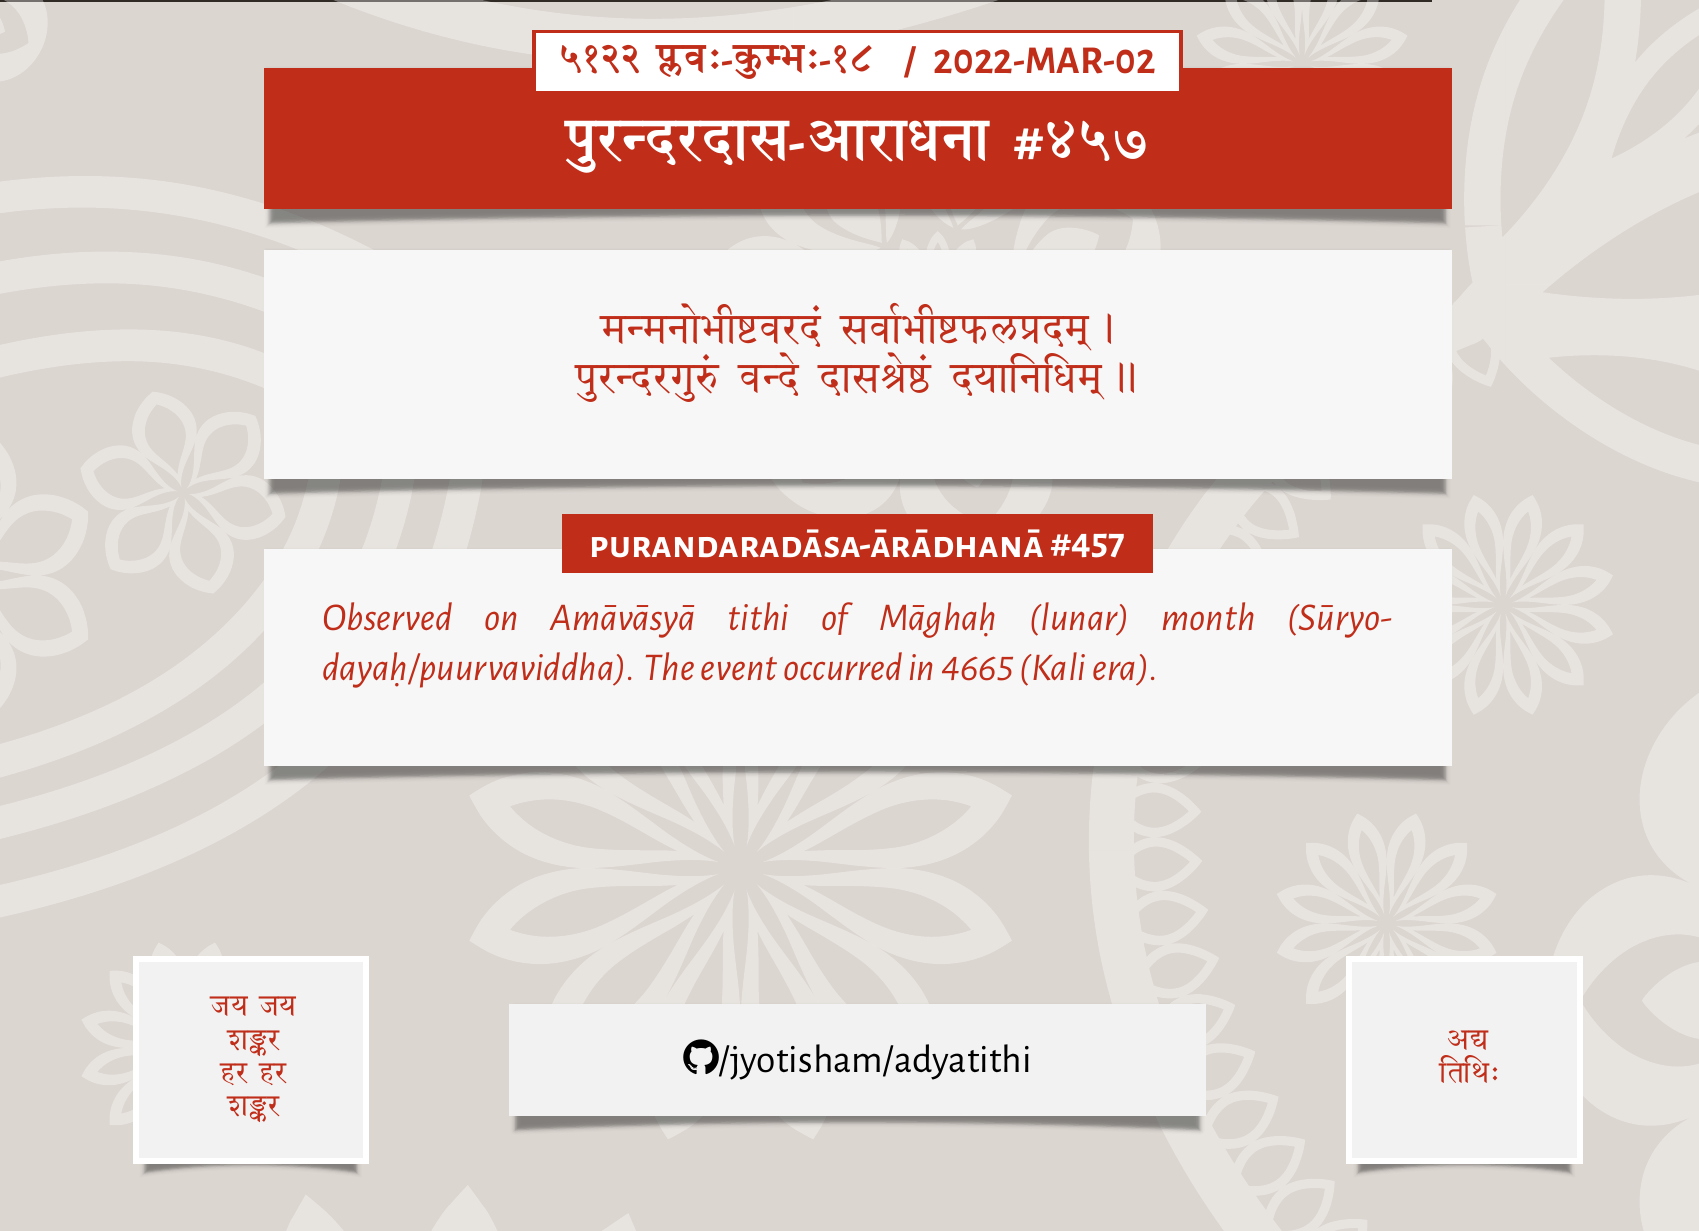 ५१२२ प्लवः-कुम्भः-१८ / 2022-MAR-02
पुरन्दरदास-आराधना #४५७
मन्मनोभीष्टवरदं सर्वाभीष्टफलप्रदम् ।
पुरन्दरगुरुं वन्दे दासश्रेष्ठं दयानिधिम् ॥
PURANDARADĀSA-ĀRĀDHANĀ #457
Observed on Amāvāsyā tithi of Māghaḥ (lunar) month (Sūryo-
dayaḥ/puurvaviddha). The event occurred in 4665 (Kali era).
जय जय
शङ्कर
हर हर
शङ्कर
/jyotisham/adyatithi
अद्य
तिथिः